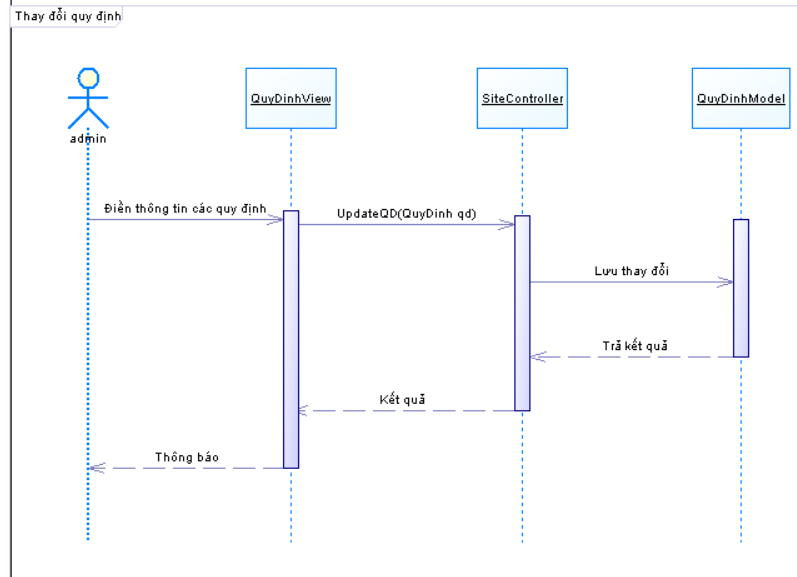 Thay đổi quy định
QuyDinhView
SiteController
QuyDinhModel
admin
Điền thông tin các quy định
UpdateQD(QuyDinh qd)
Lưu thay đổi
Trả kết quả
Kết quả
Thông báo